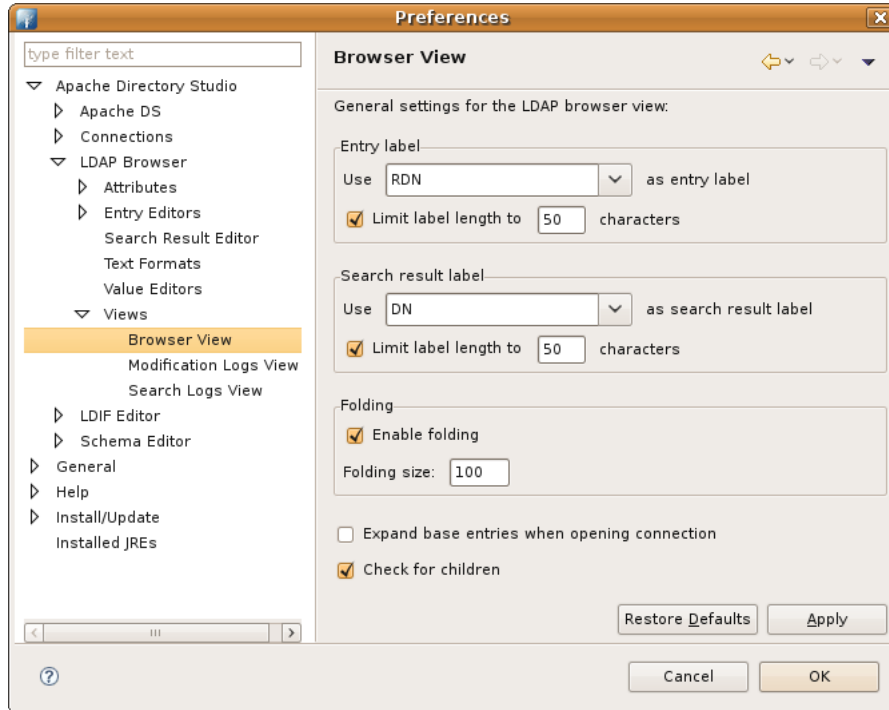 Preferences
type filter text
Apache Directory Studio
Apache DS
Connections
LDAP Browser
Attributes
Entry Editors
Search Result Editor
Text Formats
Value Editors
Views
Browser View
Modification Logs View
Search Logs View
LDIF Editor
Schema Editor
General
Help
Install/Update
Installed JREs
Browser View
General settings for the LDAP browser view:
Entry label
Use RDN as entry label
Limit label length to 50 characters
Search result label
Use DN as search result label
Limit label length to 50 characters
Folding
Enable folding
Folding size: 100
Expand base entries when opening connection
Check for children
Restore Defaults Apply
? Cancel OK